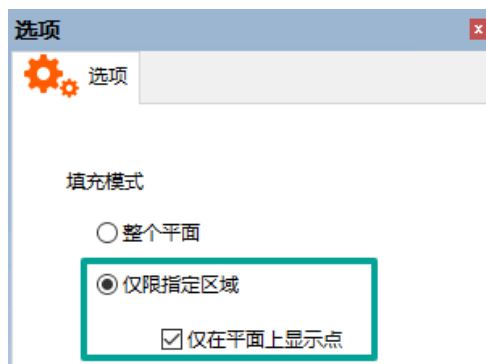 选项
选项
填充模式
整个平面
仅限指定区域
仅在平面上显示点